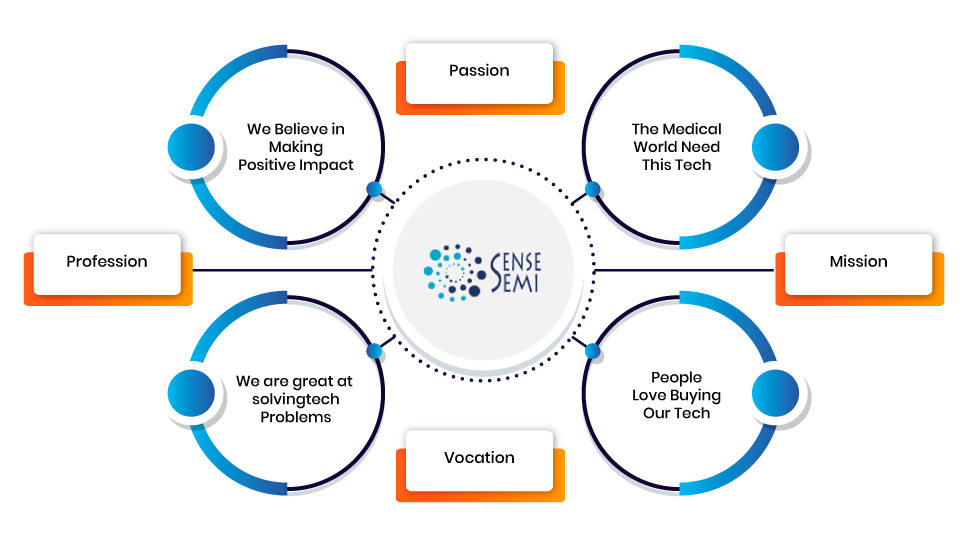 Passion
We Believe in
Making
Positive Impact
The Medical
World Need
This Tech
Profession
SENSE
SEMI
Mission
We are great at
solvingtech
Problems
People
Love Buying
Our Tech
Vocation